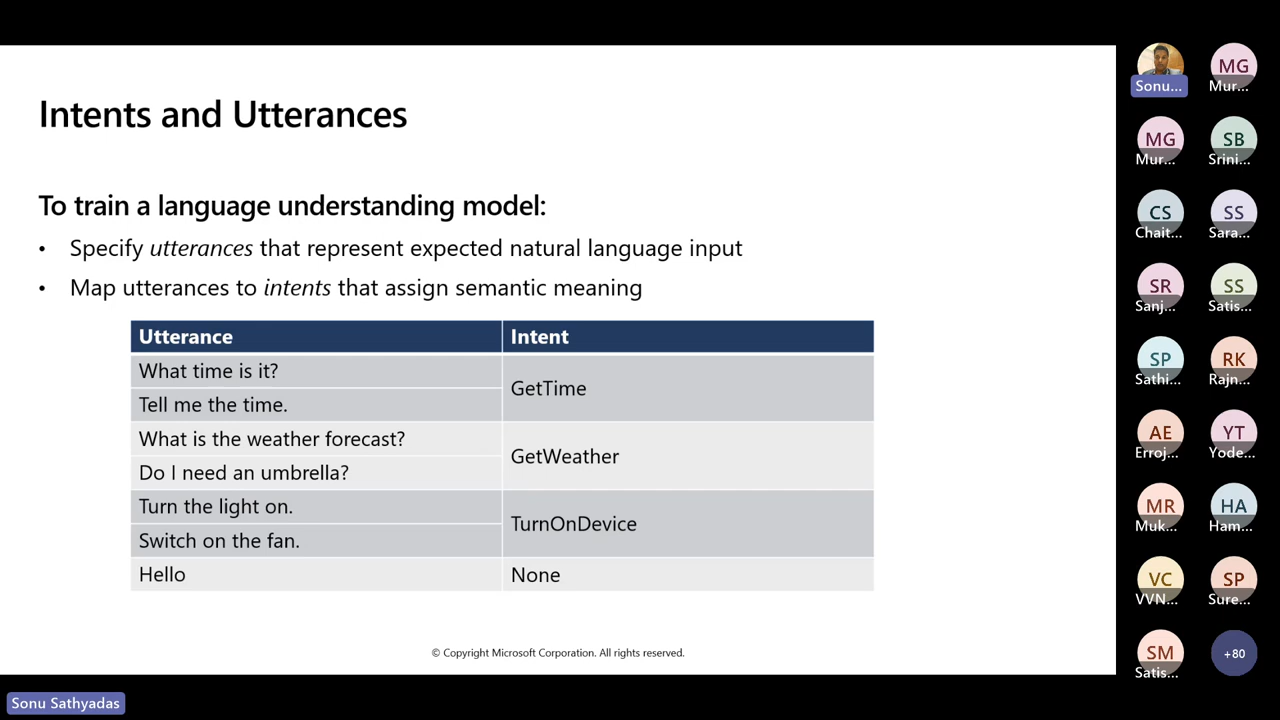 Intents and Utterances
To train a language understanding model:
• Specify utterances that represent expected natural language input
• Map utterances to intents that assign semantic meaning
Utterance Intent
What time is it?
GetTime
Tell me the time.
What is the weather forecast?
GetWeather
Do I need an umbrella?
Turn the light on.
TurnOnDevice
Switch on the fan.
Hello None
© Copyright Microsoft Corporation. All rights reserved.
Sonu Sathyadas
Sonu...
MG
Mur...
MG
Mur...
SB
Srini...
CS
Chait...
SS
Sara...
SR
Sanj...
SS
Satis...
SP
Sathi...
RK
Rajn...
AE
Erroj...
YT
Yode...
MR
Muk...
HA
Ham...
VC
VVN...
SP
Sure...
SM
Satis...
+80